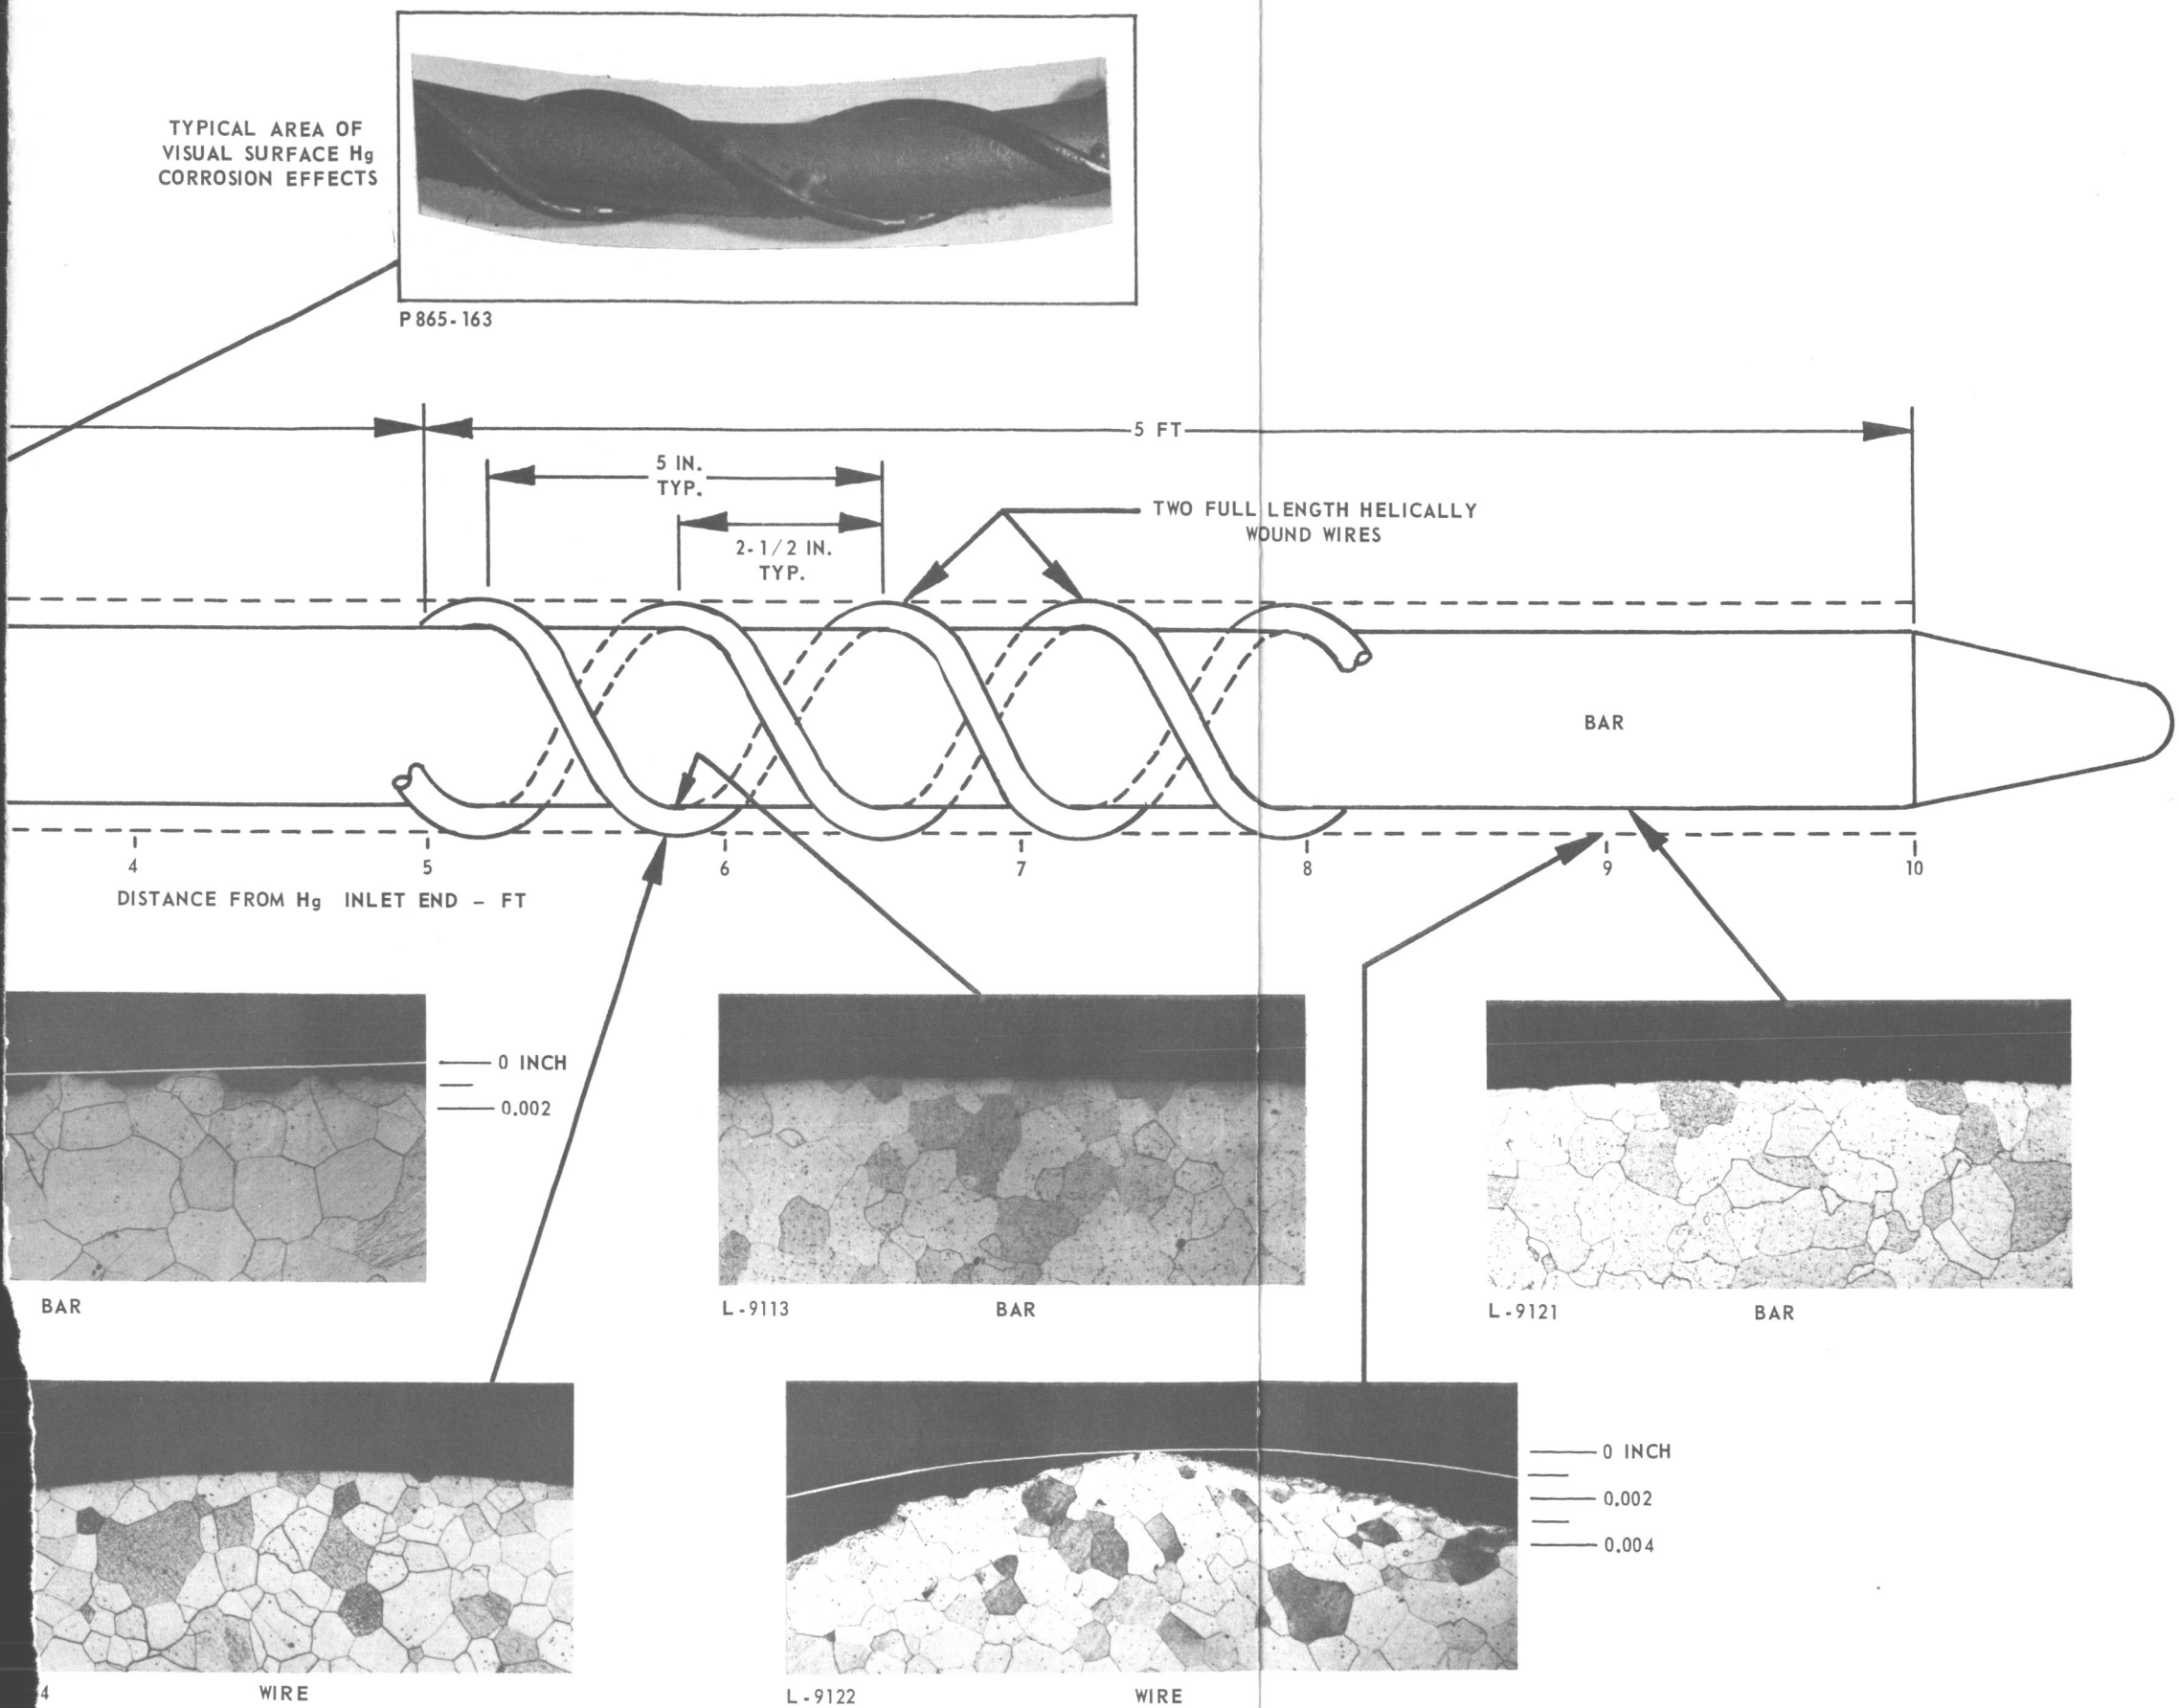 TYPICAL AREA OF
VISUAL SURFACE Hg
CORROSION EFFECTS
P 865-163
5 FT
5 IN.
TYP.
2-1/2 IN.
TYP.
TWO FULL LENGTH HELICALLY
WOUND WIRES
BAR
4 5 6 7 8 9 10
DISTANCE FROM Hg INLET END - FT
0 INCH
0.002
BAR
L-9113 BAR
L-9121 BAR
0 INCH
0.002
0.004
4 WIRE
L-9122 WIRE